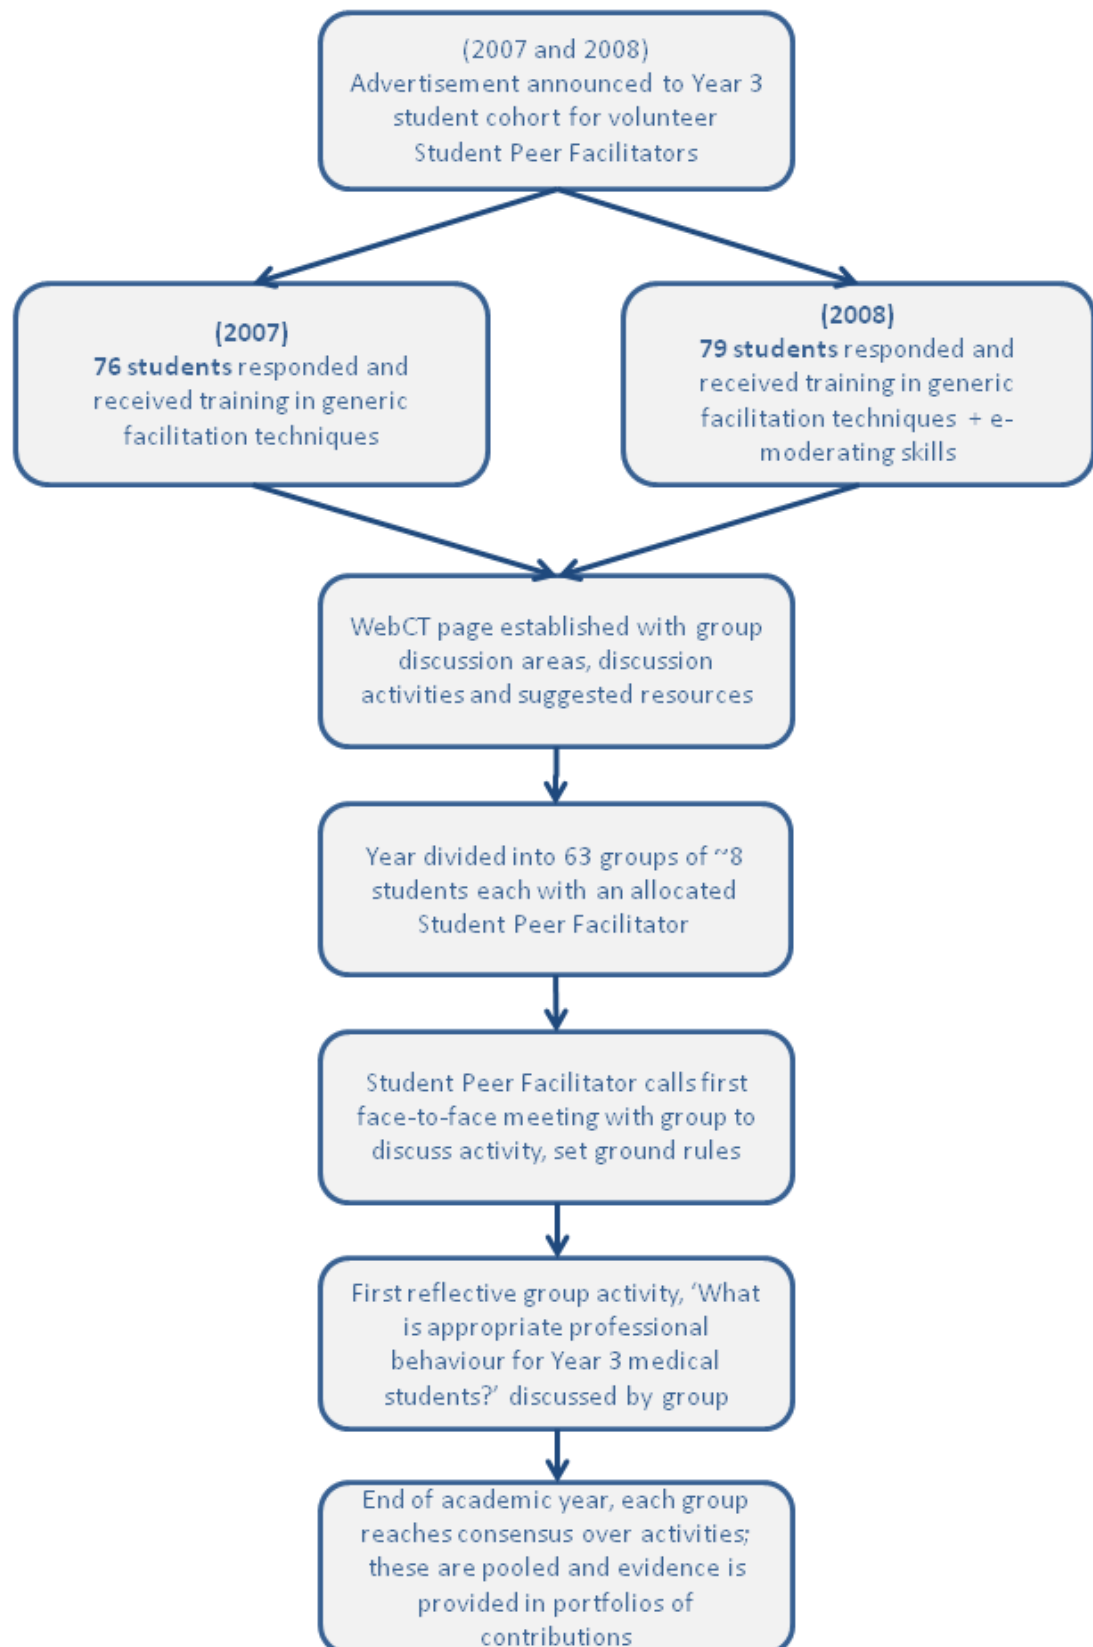 (2007 and 2008)
Advertisement announced to Year 3
student cohort for volunteer
Student Peer Facilitators
(2007)
76 students responded and
received training in generic
facilitation techniques
(2008)
79 students responded and
received training in generic
facilitation techniques + e-
moderating skills
WebCT page established with group
discussion areas, discussion
activities and suggested resources
Year divided into 63 groups of ~8
students each with an allocated
Student Peer Facilitator
Student Peer Facilitator calls first
face-to-face meeting with group to
discuss activity, set ground rules
First reflective group activity, ‘What
is appropriate professional
behaviour for Year 3 medical
students?’ discussed by group
End of academic year, each group
reaches consensus over activities;
these are pooled and evidence is
provided in portfolios of
contributions